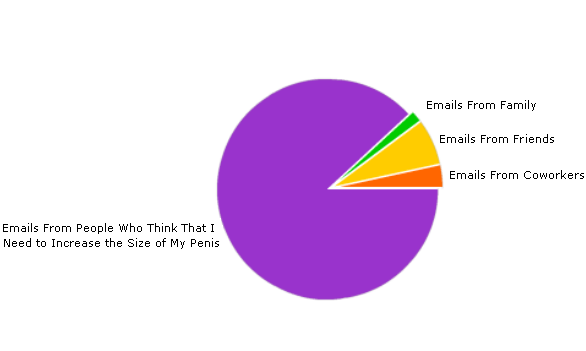 Emails From Family
Emails From Friends
Emails From Coworkers
Emails From People Who Think That I
Need to Increase the Size of My Penis